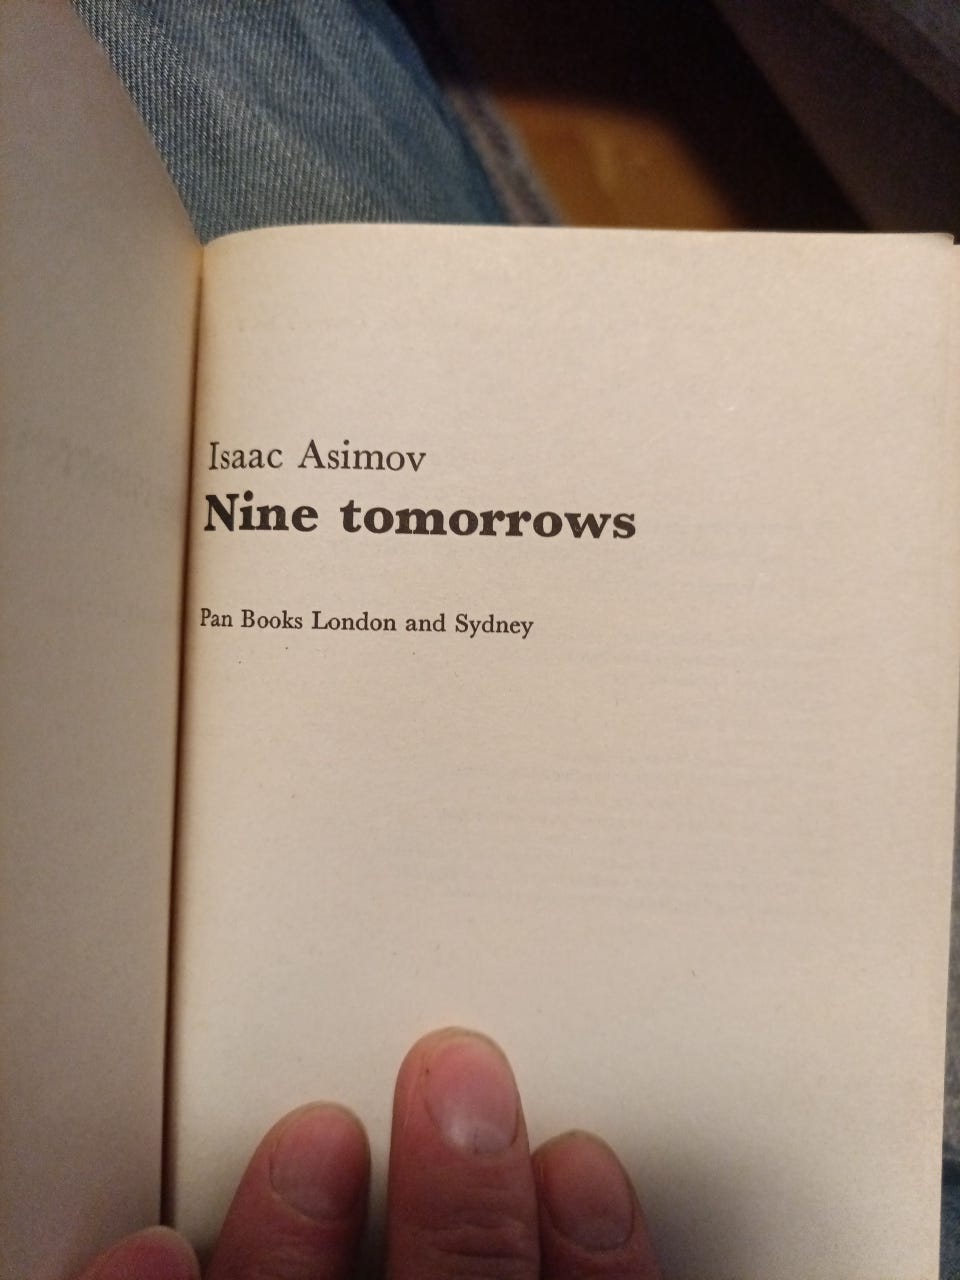 Isaac Asimov
Nine tomorrows
Pan Books London and Sydney